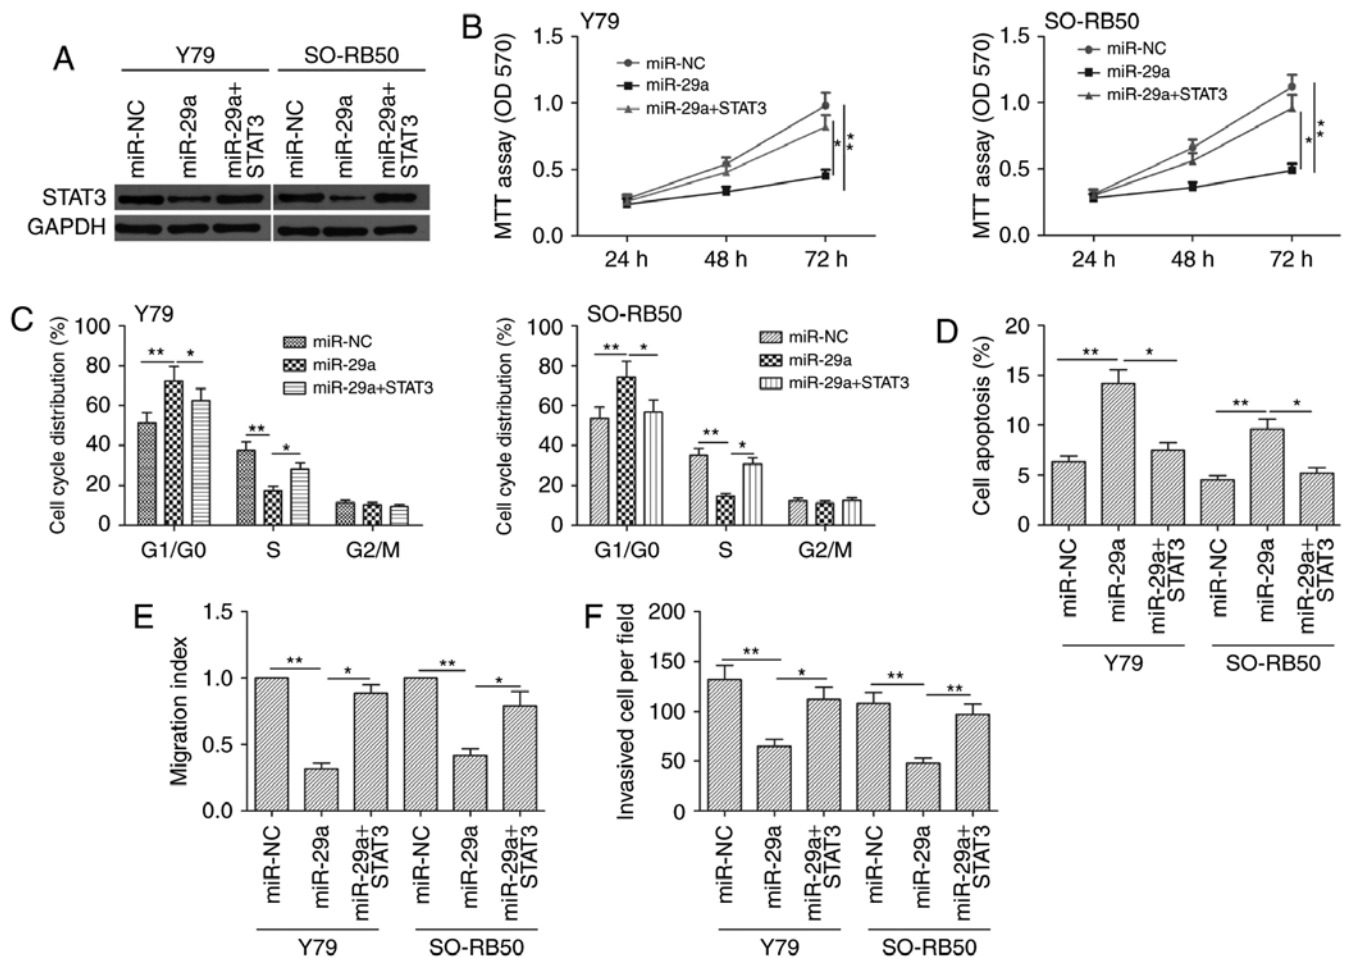 A
Y79
SO-RB50
miR-NC
miR-29a
miR-29a+
STAT3
miR-NC
miR-29a
miR-29a+
STAT3
STAT3
GAPDH
B
Y79
MTT assay (OD 570)
1.5
1.0
0.5
0.0
miR-NC
miR-29a
miR-29a+STAT3
*
**
24 h
48 h
72 h
SO-RB50
MTT assay (OD 570)
1.5
1.0
0.5
0.0
miR-NC
miR-29a
miR-29a+STAT3
*
**
24 h
48 h
72 h
C
Y79
Cell cycle distribution (%)
100
80
60
40
20
0
miR-NC
miR-29a
miR-29a+STAT3
** *
** *
G1/G0
S
G2/M
SO-RB50
Cell cycle distribution (%)
100
80
60
40
20
0
miR-NC
miR-29a
miR-29a+STAT3
** *
** *
G1/G0
S
G2/M
D
Cell apoptosis (%)
20
15
10
5
0
** *
** *
miR-NC
miR-29a
miR-29a+
STAT3
miR-NC
miR-29a
miR-29a+
STAT3
Y79
SO-RB50
E
Migration index
1.5
1.0
0.5
0.0
** *
** *
miR-NC
miR-29a
miR-29a+
STAT3
miR-NC
miR-29a
miR-29a+
STAT3
Y79
SO-RB50
F
Invasived cell per field
200
150
100
50
0
** *
** **
miR-NC
miR-29a
miR-29a+
STAT3
miR-NC
miR-29a
miR-29a+
STAT3
Y79
SO-RB50